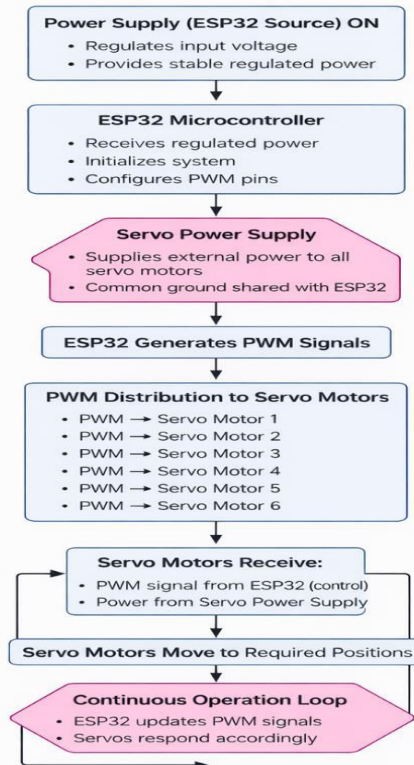 Power Supply (ESP32 Source) ON
• Regulates input voltage
• Provides stable regulated power
ESP32 Microcontroller
• Receives regulated power
• Initializes system
• Configures PWM pins
Servo Power Supply
• Supplies external power to all
servo motors
• Common ground shared with ESP32
ESP32 Generates PWM Signals
PWM Distribution to Servo Motors
• PWM → Servo Motor 1
• PWM → Servo Motor 2
• PWM → Servo Motor 3
• PWM → Servo Motor 4
• PWM → Servo Motor 5
• PWM → Servo Motor 6
Servo Motors Receive:
• PWM signal from ESP32 (control)
• Power from Servo Power Supply
Servo Motors Move to Required Positions
Continuous Operation Loop
• ESP32 updates PWM signals
• Servos respond accordingly